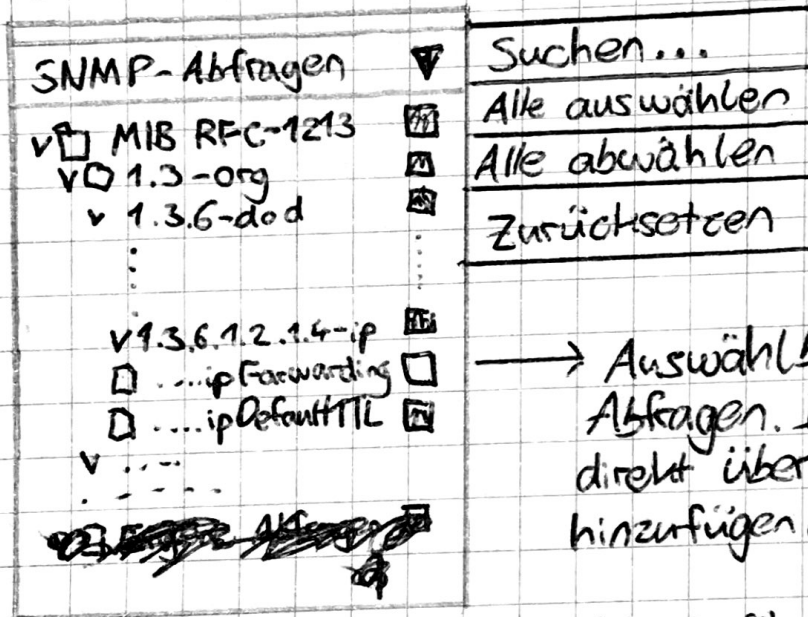 SNMP-Abfragen
Suchen...
Alle auswählen
Alle abwählen
Zurücksetzen
v MIB RFC-1213
v 1.3-org
v 1.3.6-dod
v 1.3.6.1.2.1.4-ip
....ipForwarding
....ipDefaultTTL
v ....
Abfragen.
direkt über
hinzufügen